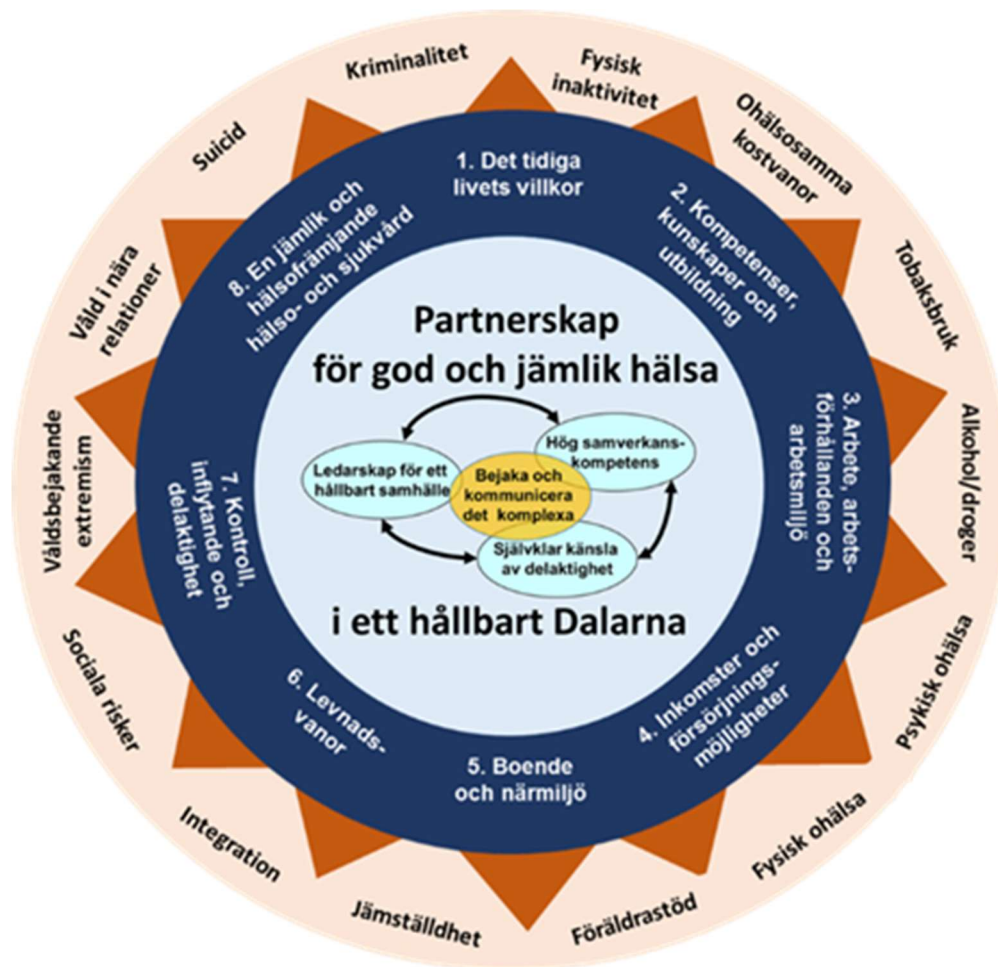 Partnerskap
för god och jämlik hälsa
Ledarskap för ett
hållbart samhälle
Hög samverkans-
kompetens
Bejaka och
kommunicera
det komplexa
Självklar känsla
av delaktighet
i ett hållbart Dalarna
1. Det tidiga
livets villkor
2. Kompetenser,
kunskaper och
utbildning
3. Arbete, arbets-
förhållanden och
arbetsmiljö
4. Inkomster och
försörjnings-
möjligheter
5. Boende
och närmiljö
6. Levnads-
vanor
7. Kontroll,
inflytande och
delaktighet
8. En jämlik och
hälsofrämjande
hälso- och sjukvård
Fysisk
inaktivitet
Ohälsosamma
kostvanor
Tobaksbruk
Alkohol/droger
Psykisk ohälsa
Fysisk ohälsa
Föräldrastöd
Jämställdhet
Integration
Sociala risker
Våldsbejakande
extremism
Våld i nära
relationer
Suicid
Kriminalitet